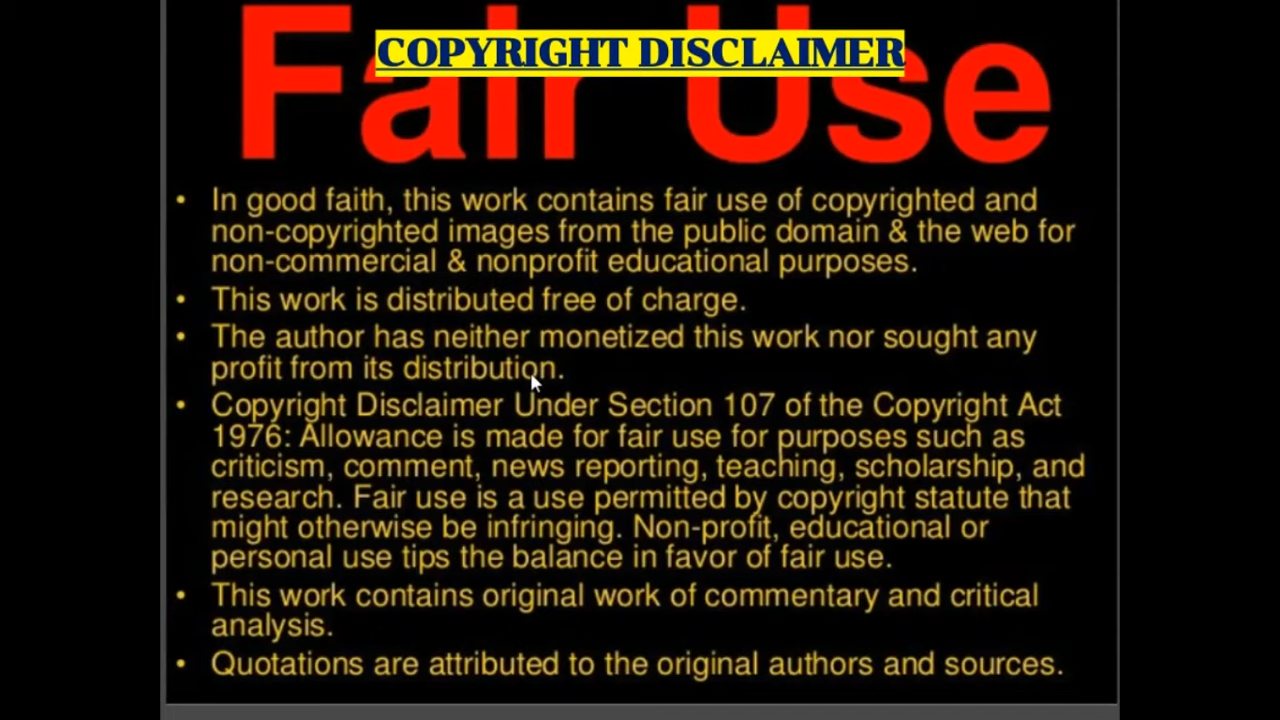 Fair Use
COPYRIGHT DISCLAIMER
• In good faith, this work contains fair use of copyrighted and
non-copyrighted images from the public domain & the web for
non-commercial & nonprofit educational purposes.
• This work is distributed free of charge.
• The author has neither monetized this work nor sought any
profit from its distribution.
• Copyright Disclaimer Under Section 107 of the Copyright Act
1976: Allowance is made for fair use for purposes such as
criticism, comment, news reporting, teaching, scholarship, and
research. Fair use is a use permitted by copyright statute that
might otherwise be infringing. Non-profit, educational or
personal use tips the balance in favor of fair use.
• This work contains original work of commentary and critical
analysis.
• Quotations are attributed to the original authors and sources.